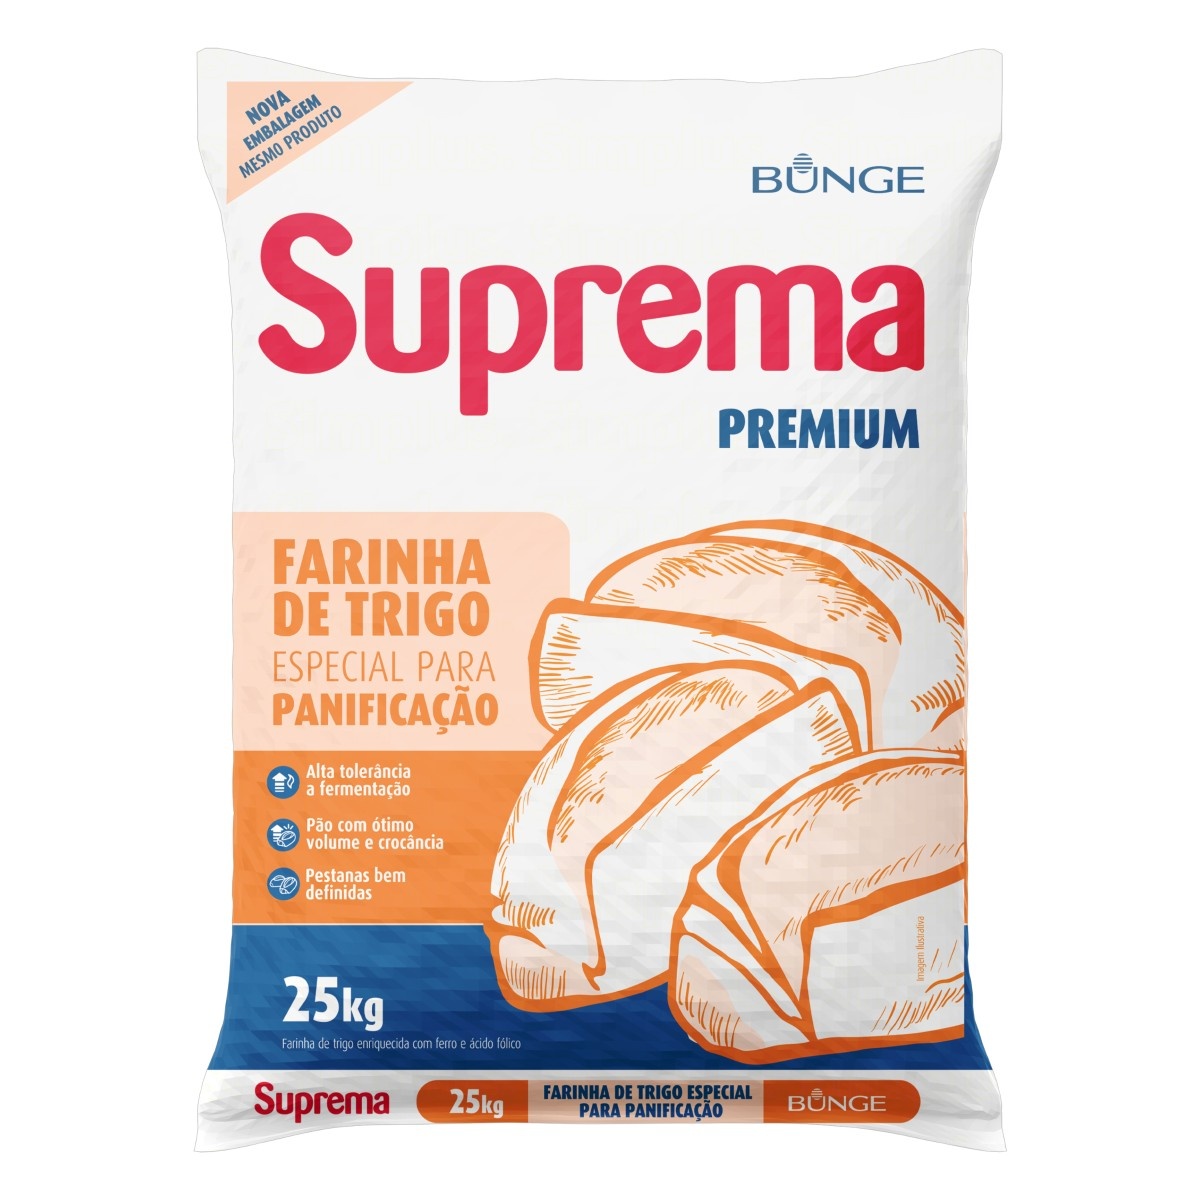 NOVA
EMBALAGEM
MESMO PRODUTO
BUNGE
Suprema
PREMIUM
FARINHA
DE TRIGO
ESPECIAL PARA
PANIFICAÇÃO
Alta tolerância
a fermentação
Pão com ótimo
volume e crocância
Pestanas bem
definidas
Imagem Ilustrativa
25kg
Farinha de trigo enriquecida com ferro e ácido fólico
Suprema
25kg
FARINHA DE TRIGO ESPECIAL
PARA PANIFICAÇÃO
BUNGE